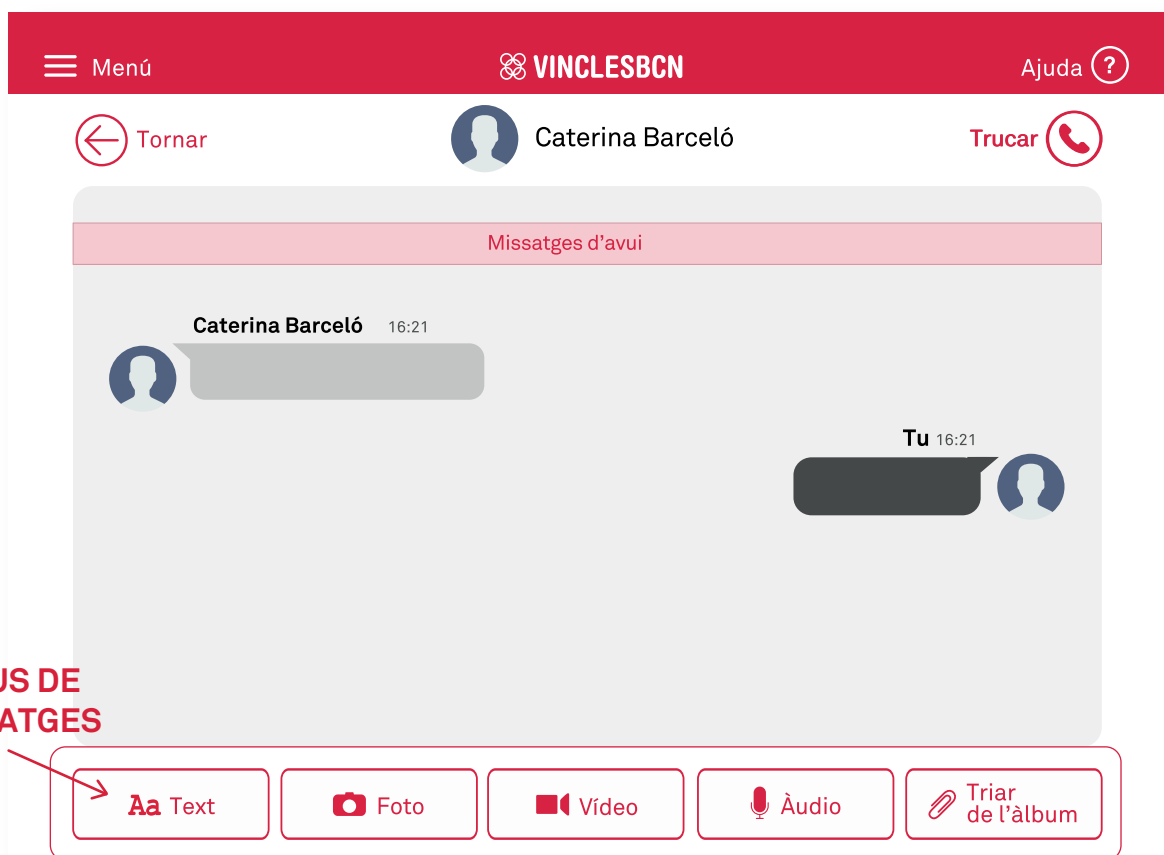 Menú
VINCLESBCN
Ajuda ?
Tornar
Caterina Barceló
Trucar
Missatges d'avui
Caterina Barceló 16:21
Tu 16:21
US DE
ATGES
Aa Text
Foto
Vídeo
Àudio
Triar
de l'àlbum